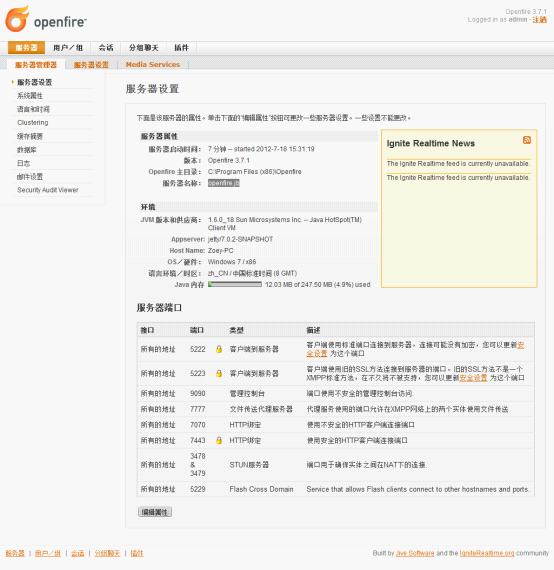 openfire™
Openfire 3.7.1
Logged in as admin - 注销
服务器 用户/组 会话 分组聊天 插件
服务器管理器 服务器设置 Media Services
服务器设置
系统属性
语言和时间
Clustering
缓存摘要
数据库
日志
邮件设置
Security Audit Viewer
服务器设置
下面是该服务器的属性。单击下面的“编辑属性”按钮可更改一些服务器设置。一些设置不能更改。
服务器属性
服务器启动时间: 7 分钟 -- started 2012-7-18 15:31:19
版本: Openfire 3.7.1
Openfire 主目录: C:\Program Files (x86)\Openfire
服务器名称: openfire.lb
环境
JVM 版本和供应商: 1.6.0_18 Sun Microsystems Inc. -- Java HotSpot(TM)
Client VM
Appserver: jetty/7.0.2-SNAPSHOT
Host Name: Zoey-PC
OS/硬件: Windows 7 / x86
语言环境/时区: zh_CN / 中国标准时间 (8 GMT)
Java 内存 12.03 MB of 247.50 MB (4.9%) used
Ignite Realtime News
The Ignite Realtime feed is currently unavailable.
The Ignite Realtime feed is currently unavailable.
服务器端口
接口 端口 类型 描述
所有的地址 5222 客户端到服务器 客户端使用标准端口连接到服务器。连接可能没有加密，您可以更新安
全设置 为这个端口
所有的地址 5223 客户端到服务器 客户端使用旧的SSL方法连接到服务器的端口。旧的SSL方法不是一个
XMPP标准方法，在不久将不被支持，您可以更新安全设置 为这个端口
所有的地址 9090 管理控制台 端口使用不安全的管理控制台访问.
所有的地址 7777 文件传送代理服务器 代理服务使用的端口允许在XMPP网络上的两个实体使用文件传送
所有的地址 7070 HTTP绑定 使用不安全的HTTP客户端连接端口
所有的地址 7443 HTTP绑定 使用安全的HTTP客户端连接端口
所有的地址 3478
&
3479 STUN服务器 端口用于确保实体之间在NAT下的连接.
所有的地址 5229 Flash Cross Domain Service that allows Flash clients connect to other hostnames and ports.
编辑属性
服务器 | 用户/组 | 会话 | 分组聊天 | 插件
Built by Jive Software and the IgniteRealtime.org community